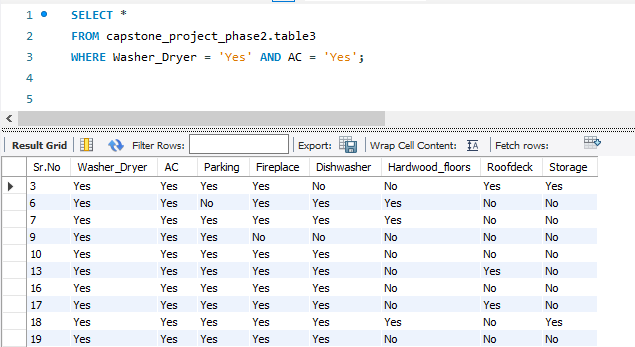 1 SELECT *
2 FROM capstone_project_phase2.table3
3 WHERE Washer_Dryer = 'Yes' AND AC = 'Yes';
4
5
Result Grid Filter Rows: Export: Wrap Cell Content: Fetch rows:
Sr.No Washer_Dryer AC Parking Fireplace Dishwasher Hardwood_floors Roofdeck Storage
3 Yes Yes Yes Yes No No Yes Yes
6 Yes Yes No Yes Yes Yes No No
7 Yes Yes Yes Yes Yes Yes No No
9 Yes Yes Yes No No No No No
10 Yes Yes Yes Yes Yes No No No
13 Yes Yes Yes Yes Yes No Yes No
16 Yes Yes Yes Yes Yes No No No
17 Yes Yes Yes Yes Yes No Yes No
18 Yes Yes Yes Yes Yes Yes No Yes
19 Yes Yes Yes Yes Yes No No No